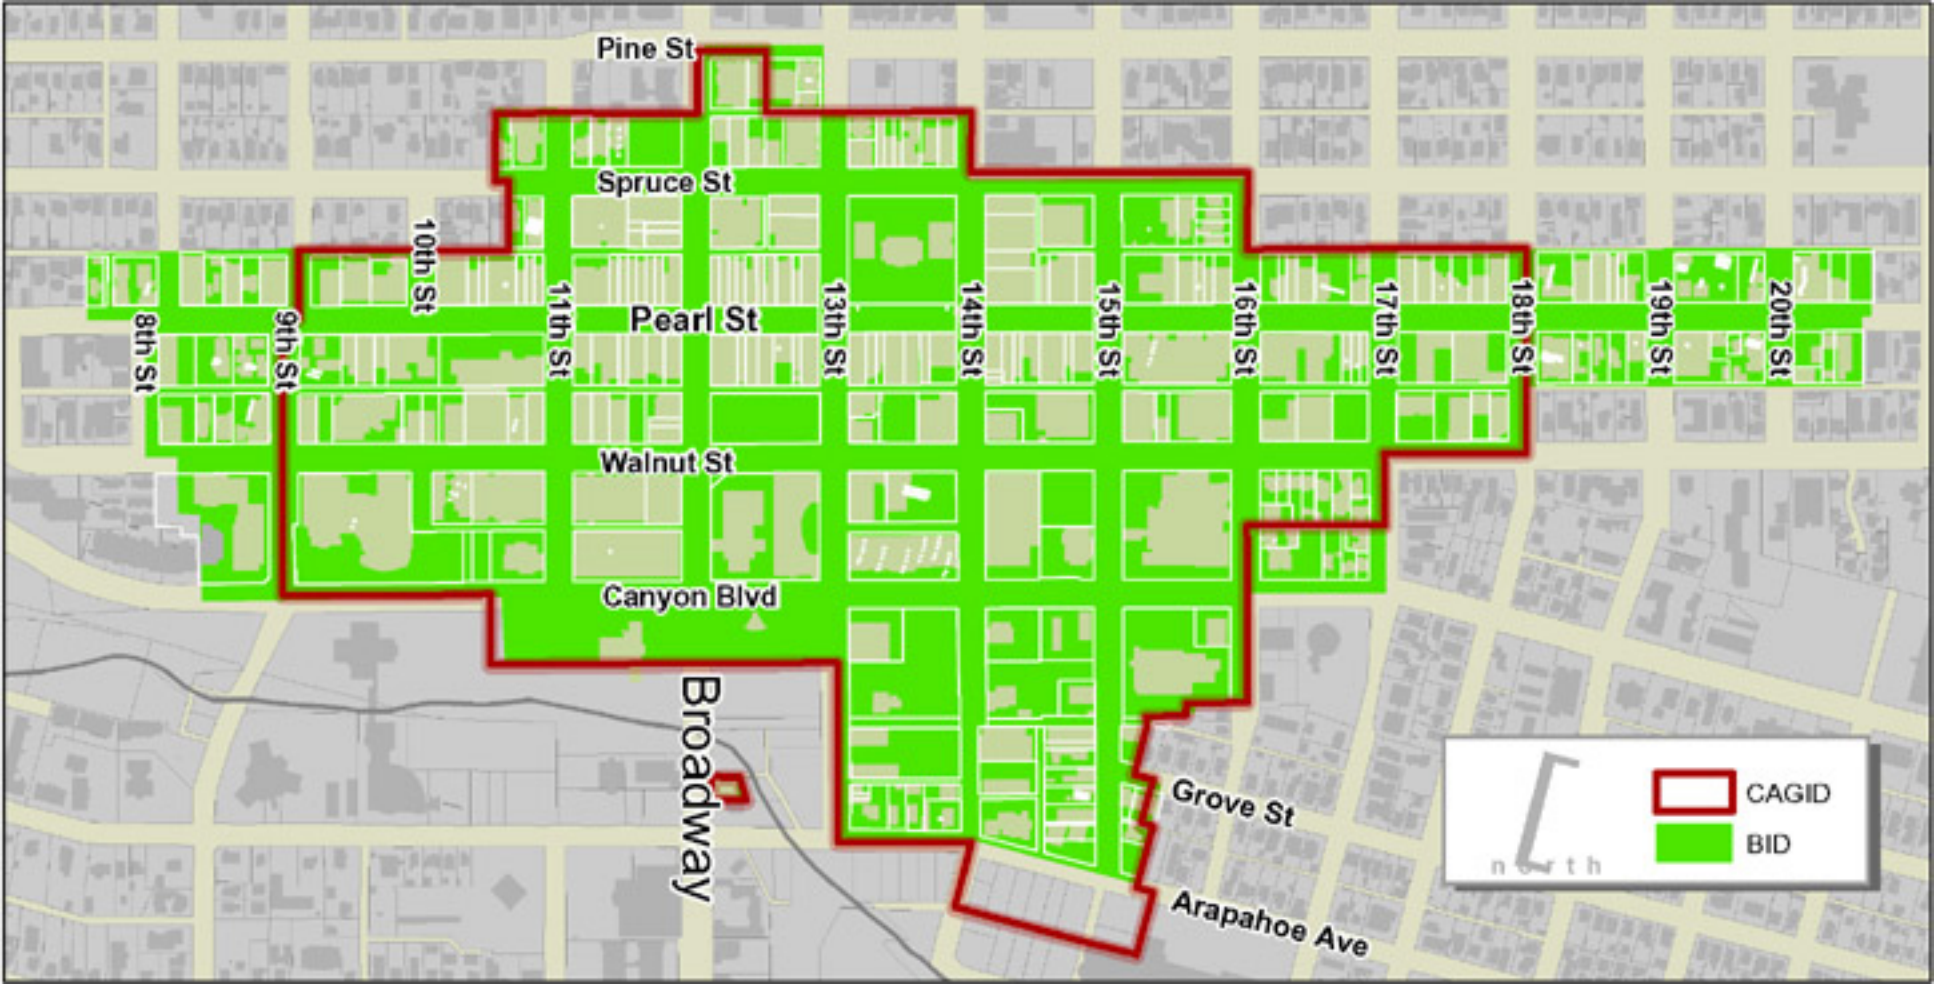 Pine St
Spruce St
10th St
8th St
9th St
11th St
Pearl St
13th St
14th St
15th St
16th St
17th St
18th St
19th St
20th St
Walnut St
Canyon Blvd
Broadway
Grove St
Arapahoe Ave
north
CAGID
BID